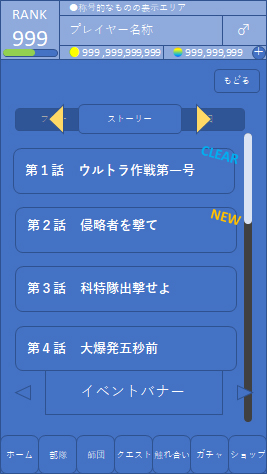 RANK
999
●称号的なものの表示エリア
プレイヤー名称 ♂
999,999,999,999 999,999,999 +
もどる
ストーリー
第1話 ウルトラ作戦第一号
CLEAR
第2話 侵略者を撃て
NEW
第3話 科特隊出撃せよ
第4話 大爆発五秒前
イベントバナー
ホーム 部隊 師団 クエスト 触れ合い ガチャ ショップ